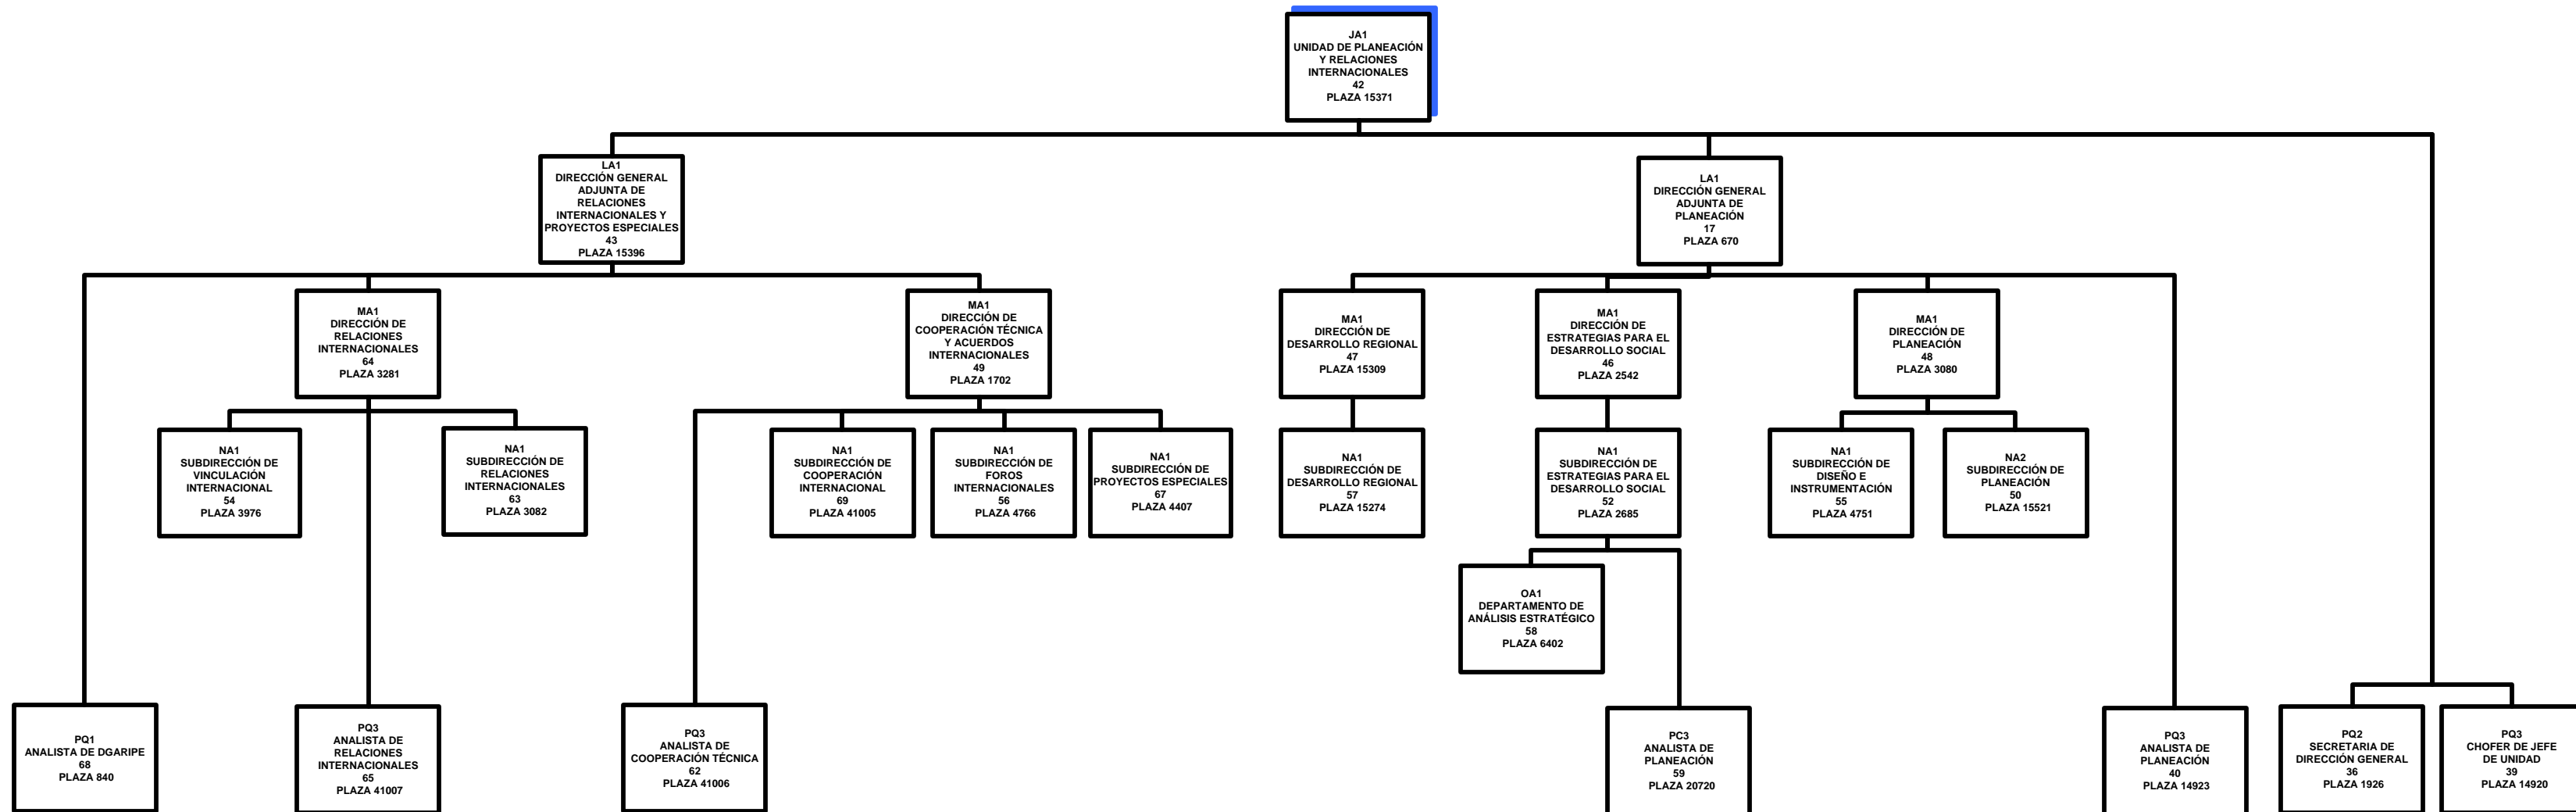 JA1
UNIDAD DE PLANEACIÓN
Y RELACIONES
INTERNACIONALES
42
PLAZA 15371
LA1
DIRECCIÓN GENERAL
ADJUNTA DE
RELACIONES
INTERNACIONALES Y
PROYECTOS ESPECIALES
43
PLAZA 15396
LA1
DIRECCIÓN GENERAL
ADJUNTA DE
PLANEACIÓN
17
PLAZA 670
MA1
DIRECCIÓN DE
RELACIONES
INTERNACIONALES
64
PLAZA 3281
MA1
DIRECCIÓN DE
COOPERACIÓN TÉCNICA
Y ACUERDOS
INTERNACIONALES
49
PLAZA 1702
MA1
DIRECCIÓN DE
DESARROLLO REGIONAL
47
PLAZA 15309
MA1
DIRECCIÓN DE
ESTRATEGIAS PARA EL
DESARROLLO SOCIAL
46
PLAZA 2542
MA1
DIRECCIÓN DE
PLANEACIÓN
48
PLAZA 3080
NA1
SUBDIRECCIÓN DE
VINCULACIÓN
INTERNACIONAL
54
PLAZA 3976
NA1
SUBDIRECCIÓN DE
RELACIONES
INTERNACIONALES
63
PLAZA 3082
NA1
SUBDIRECCIÓN DE
COOPERACIÓN
INTERNACIONAL
69
PLAZA 41005
NA1
SUBDIRECCIÓN DE
FOROS
INTERNACIONALES
56
PLAZA 4766
NA1
SUBDIRECCIÓN DE
PROYECTOS ESPECIALES
67
PLAZA 4407
NA1
SUBDIRECCIÓN DE
DESARROLLO REGIONAL
57
PLAZA 15274
NA1
SUBDIRECCIÓN DE
ESTRATEGIAS PARA EL
DESARROLLO SOCIAL
52
PLAZA 2685
NA1
SUBDIRECCIÓN DE
DISEÑO E
INSTRUMENTACIÓN
55
PLAZA 4751
NA2
SUBDIRECCIÓN DE
PLANEACIÓN
50
PLAZA 15521
OA1
DEPARTAMENTO DE
ANÁLISIS ESTRATÉGICO
58
PLAZA 6402
PQ1
ANALISTA DE DGARIPE
68
PLAZA 840
PQ3
ANALISTA DE
RELACIONES
INTERNACIONALES
65
PLAZA 41007
PQ3
ANALISTA DE
COOPERACIÓN TÉCNICA
62
PLAZA 41006
PC3
ANALISTA DE
PLANEACIÓN
59
PLAZA 20720
PQ3
ANALISTA DE
PLANEACIÓN
40
PLAZA 14923
PQ2
SECRETARIA DE
DIRECCIÓN GENERAL
36
PLAZA 1926
PQ3
CHOFER DE JEFE
DE UNIDAD
39
PLAZA 14920